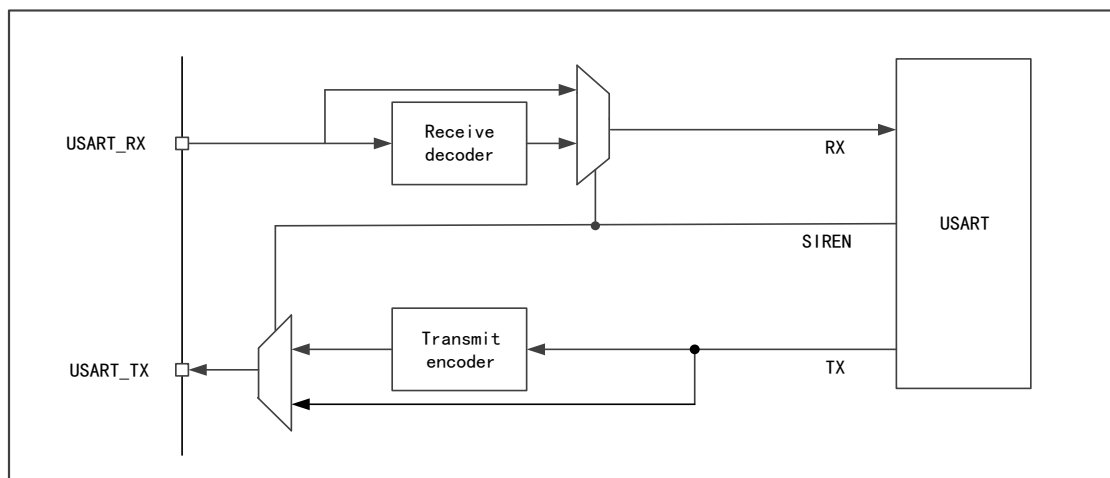 Receive
decoder
USART_RX
RX
USART
SIREN
Transmit
encoder
USART_TX
TX